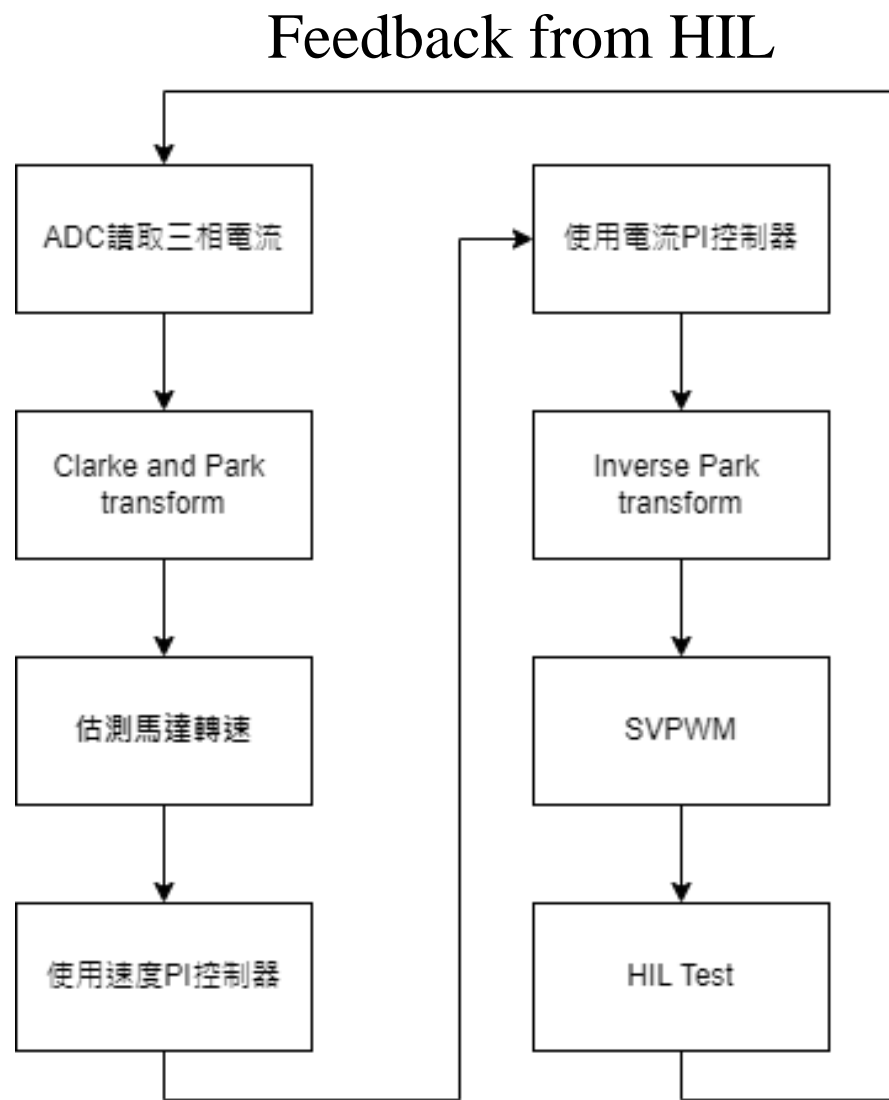 Feedback from HIL
ADC讀取三相電流
Clarke and Park
transform
估測馬達轉速
使用速度PI控制器
使用電流PI控制器
Inverse Park
transform
SVPWM
HIL Test